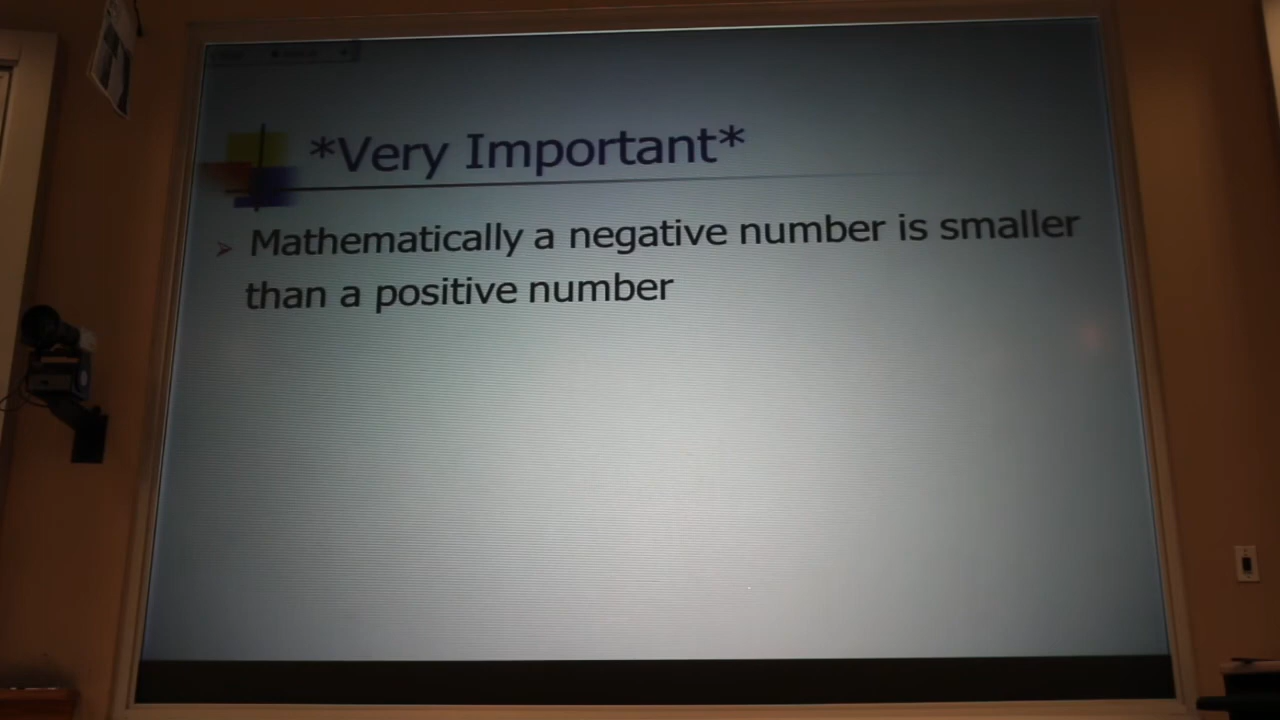 *Very Important*
Mathematically a negative number is smaller
than a positive number